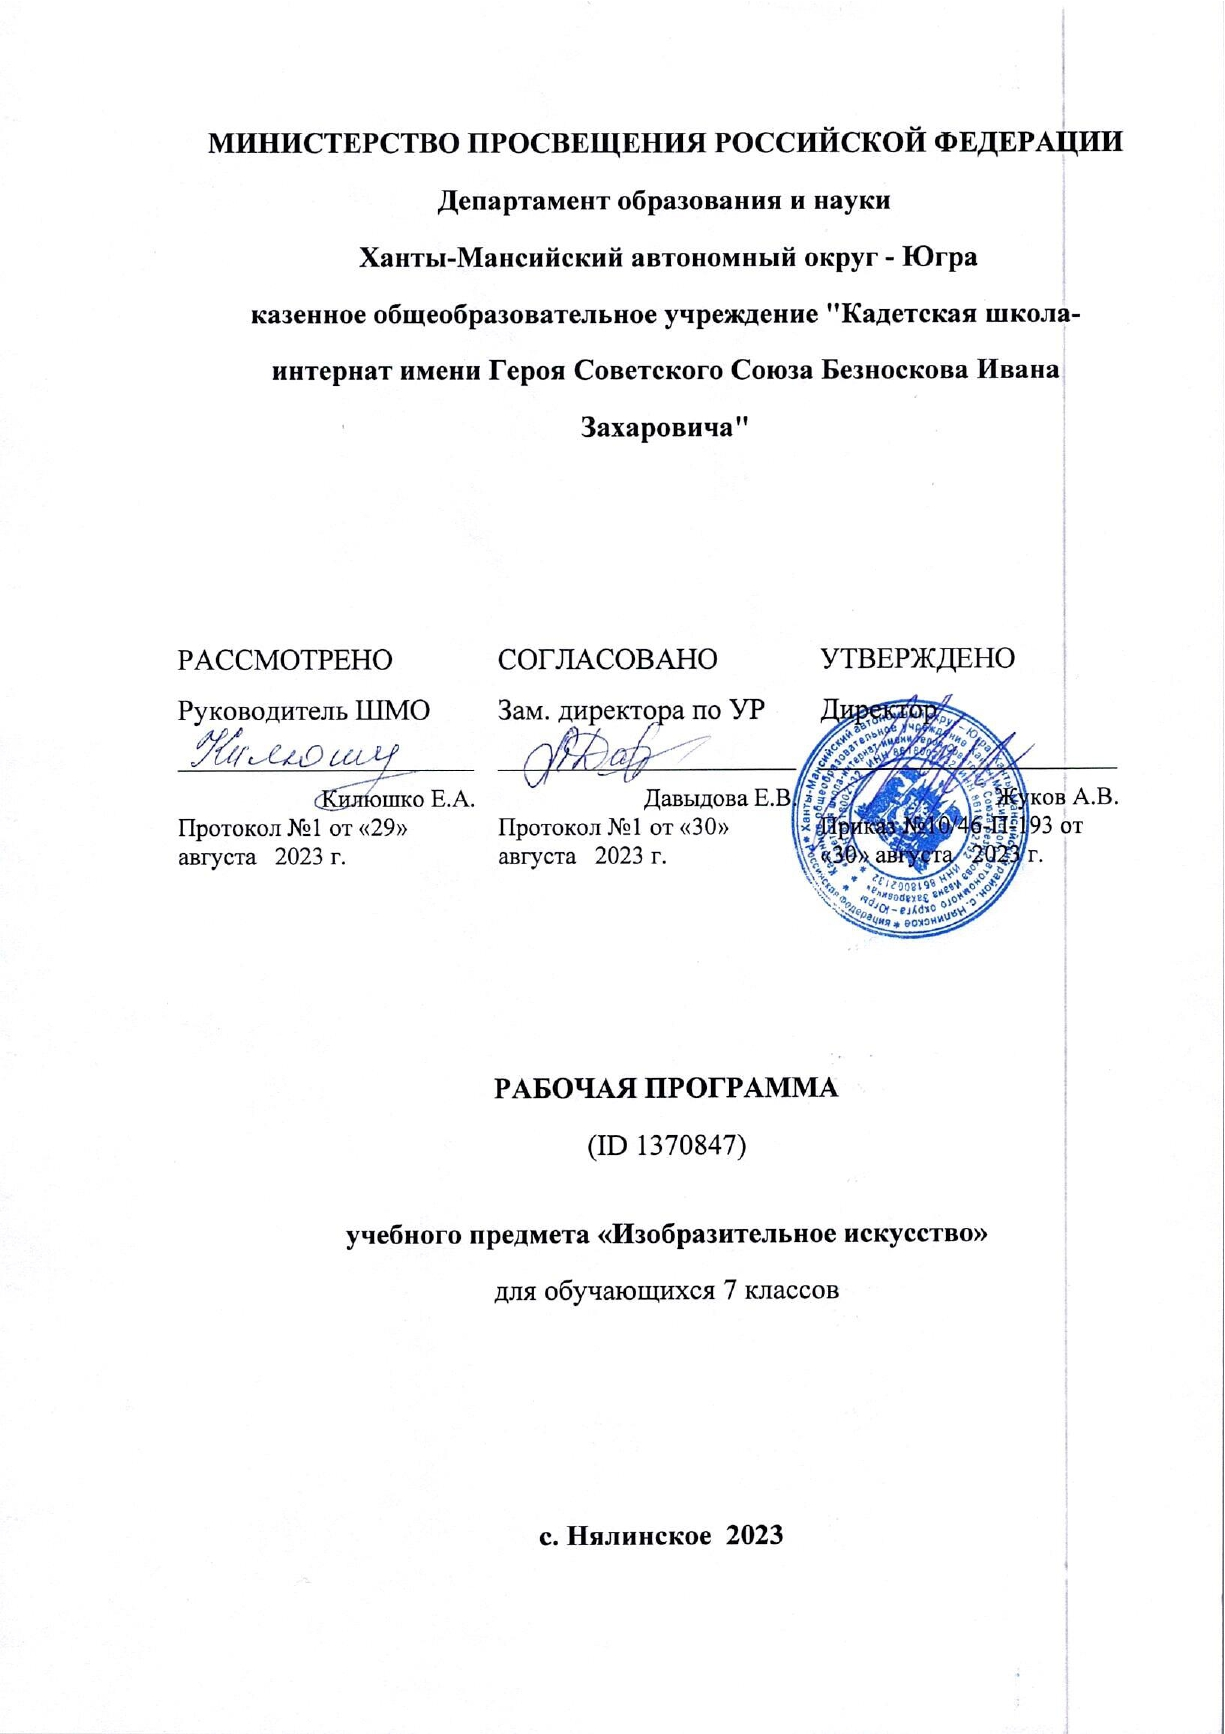 МИНИСТЕРСТВО ПРОСВЕЩЕНИЯ РОССИЙСКОЙ ФЕДЕРАЦИИ
Департамент образования и науки
Ханты-Мансийский автономный округ - Югра
казенное общеобразовательное учреждение "Кадетская школа-
интернат имени Героя Советского Союза Безноскова Ивана
Захаровича"
РАССМОТРЕНО
Руководитель ШМО
Килюшко Е.А.
Протокол №1 от «29»
августа 2023 г.
СОГЛАСОВАНО
Зам. директора по УР
Давыдова Е.В.
Протокол №1 от «30»
августа 2023 г.
УТВЕРЖДЕНО
Директор
Жуков А.В.
Приказ №10/46-П-193 от
«30» августа 2023 г.
РАБОЧАЯ ПРОГРАММА
(ID 1370847)
учебного предмета «Изобразительное искусство»
для обучающихся 7 классов
с. Нялинское 2023